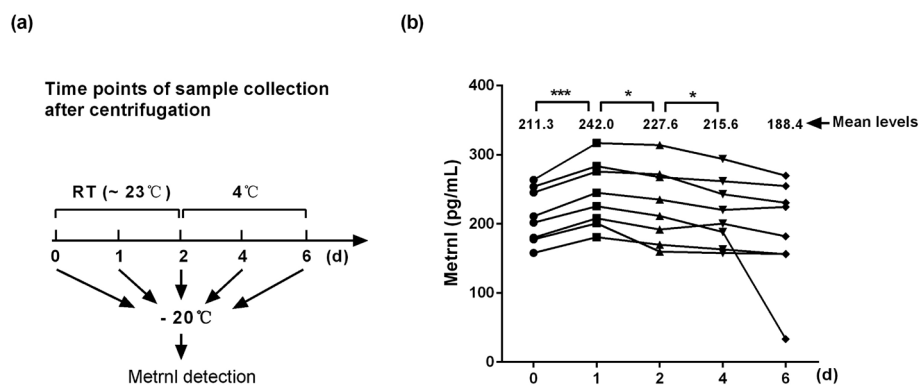 (a)
Time points of sample collection
after centrifugation
RT (~ 23℃) 4℃
0 1 2 4 6 (d)
- 20℃
Metrnl detection
(b)
400
*** * *
211.3 242.0 227.6 215.6 188.4 Mean levels
300
200
100
0
Metrnl (pg/mL)
0 1 2 4 6 (d)